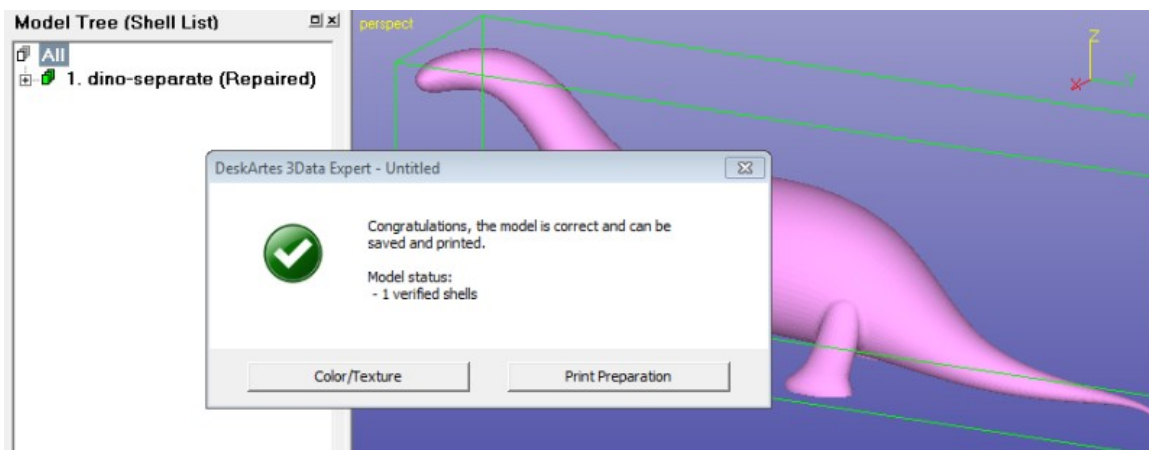 Model Tree (Shell List)
All
1. dino-separate (Repaired)
perspect
Z
X
Y
DeskArtes 3Data Expert - Untitled
Congratulations, the model is correct and can be
saved and printed.
Model status:
- 1 verified shells
Color/Texture
Print Preparation